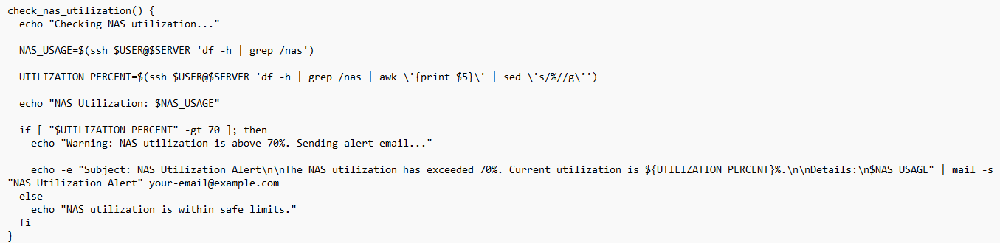 check_nas_utilization() {
  echo "Checking NAS utilization..."

  NAS_USAGE=$(ssh $USER@$SERVER 'df -h | grep /nas')

  UTILIZATION_PERCENT=$(ssh $USER@$SERVER 'df -h | grep /nas | awk \'{print $5}\' | sed \'s/%//g\'')

  echo "NAS Utilization: $NAS_USAGE"

  if [ "$UTILIZATION_PERCENT" -gt 70 ]; then
    echo "Warning: NAS utilization is above 70%. Sending alert email..."

    echo -e "Subject: NAS Utilization Alert\n\nThe NAS utilization has exceeded 70%. Current utilization is ${UTILIZATION_PERCENT}%.\n\nDetails:\n$NAS_USAGE" | mail -s
"NAS Utilization Alert" your-email@example.com
  else
    echo "NAS utilization is within safe limits."
  fi
}